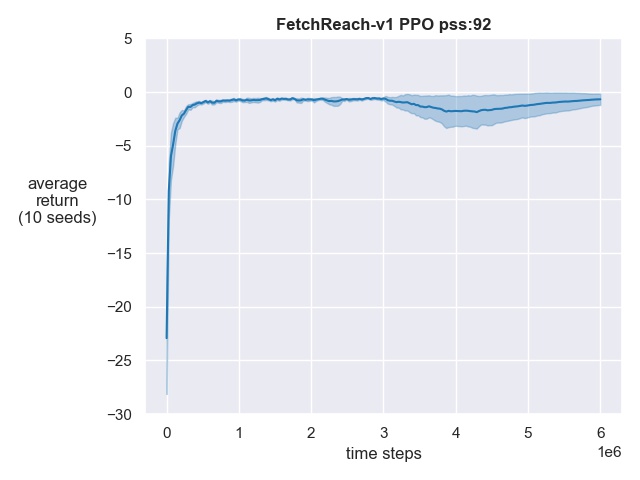 FetchReach-v1 PPO pss:92
5
0
−5
−10
−15
−20
−25
−30
average
return
(10 seeds)
0 1 2 3 4 5 6
1e6
time steps